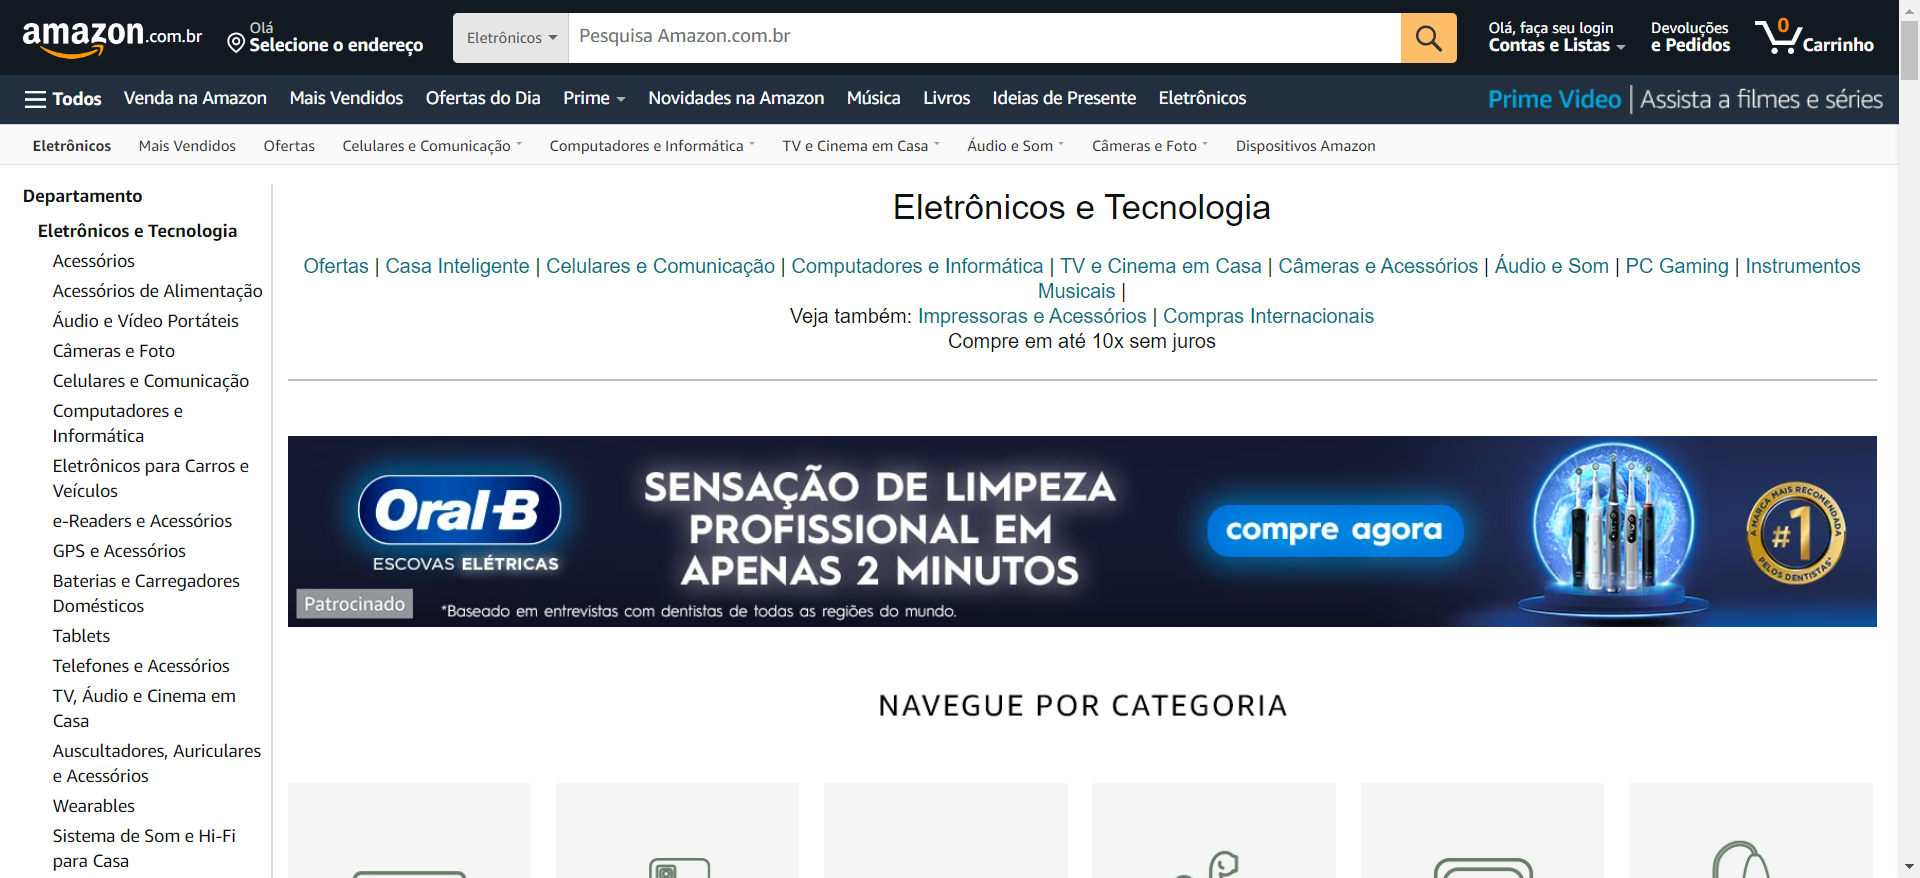 amazon.com.br
Olá
Selecione o endereço
Eletrônicos
Pesquisa Amazon.com.br
Olá, faça seu login
Contas e Listas
Devoluções
e Pedidos
0
Carrinho
Todos
Venda na Amazon
Mais Vendidos
Ofertas do Dia
Prime
Novidades na Amazon
Música
Livros
Ideias de Presente
Eletrônicos
Prime Video | Assista a filmes e séries
Eletrônicos
Mais Vendidos
Ofertas
Celulares e Comunicação
Computadores e Informática
TV e Cinema em Casa
Áudio e Som
Câmeras e Foto
Dispositivos Amazon
Departamento
Eletrônicos e Tecnologia
Acessórios
Acessórios de Alimentação
Áudio e Vídeo Portáteis
Câmeras e Foto
Celulares e Comunicação
Computadores e
Informática
Eletrônicos para Carros e
Veículos
e-Readers e Acessórios
GPS e Acessórios
Baterias e Carregadores
Domésticos
Tablets
Telefones e Acessórios
TV, Áudio e Cinema em
Casa
Auscultadores, Auriculares
e Acessórios
Wearables
Sistema de Som e Hi-Fi
para Casa
Eletrônicos e Tecnologia
Ofertas | Casa Inteligente | Celulares e Comunicação | Computadores e Informática | TV e Cinema em Casa | Câmeras e Acessórios | Áudio e Som | PC Gaming | Instrumentos
Musicais |
Veja também: Impressoras e Acessórios | Compras Internacionais
Compre em até 10x sem juros
Oral-B
ESCOVAS ELÉTRICAS
SENSAÇÃO DE LIMPEZA
PROFISSIONAL EM
APENAS 2 MINUTOS
*Baseado em entrevistas com dentistas de todas as regiões do mundo.
Patrocinado
compre agora
A MARCA MAIS RECOMENDADA
#1
PELOS DENTISTAS*
NAVEGUE POR CATEGORIA